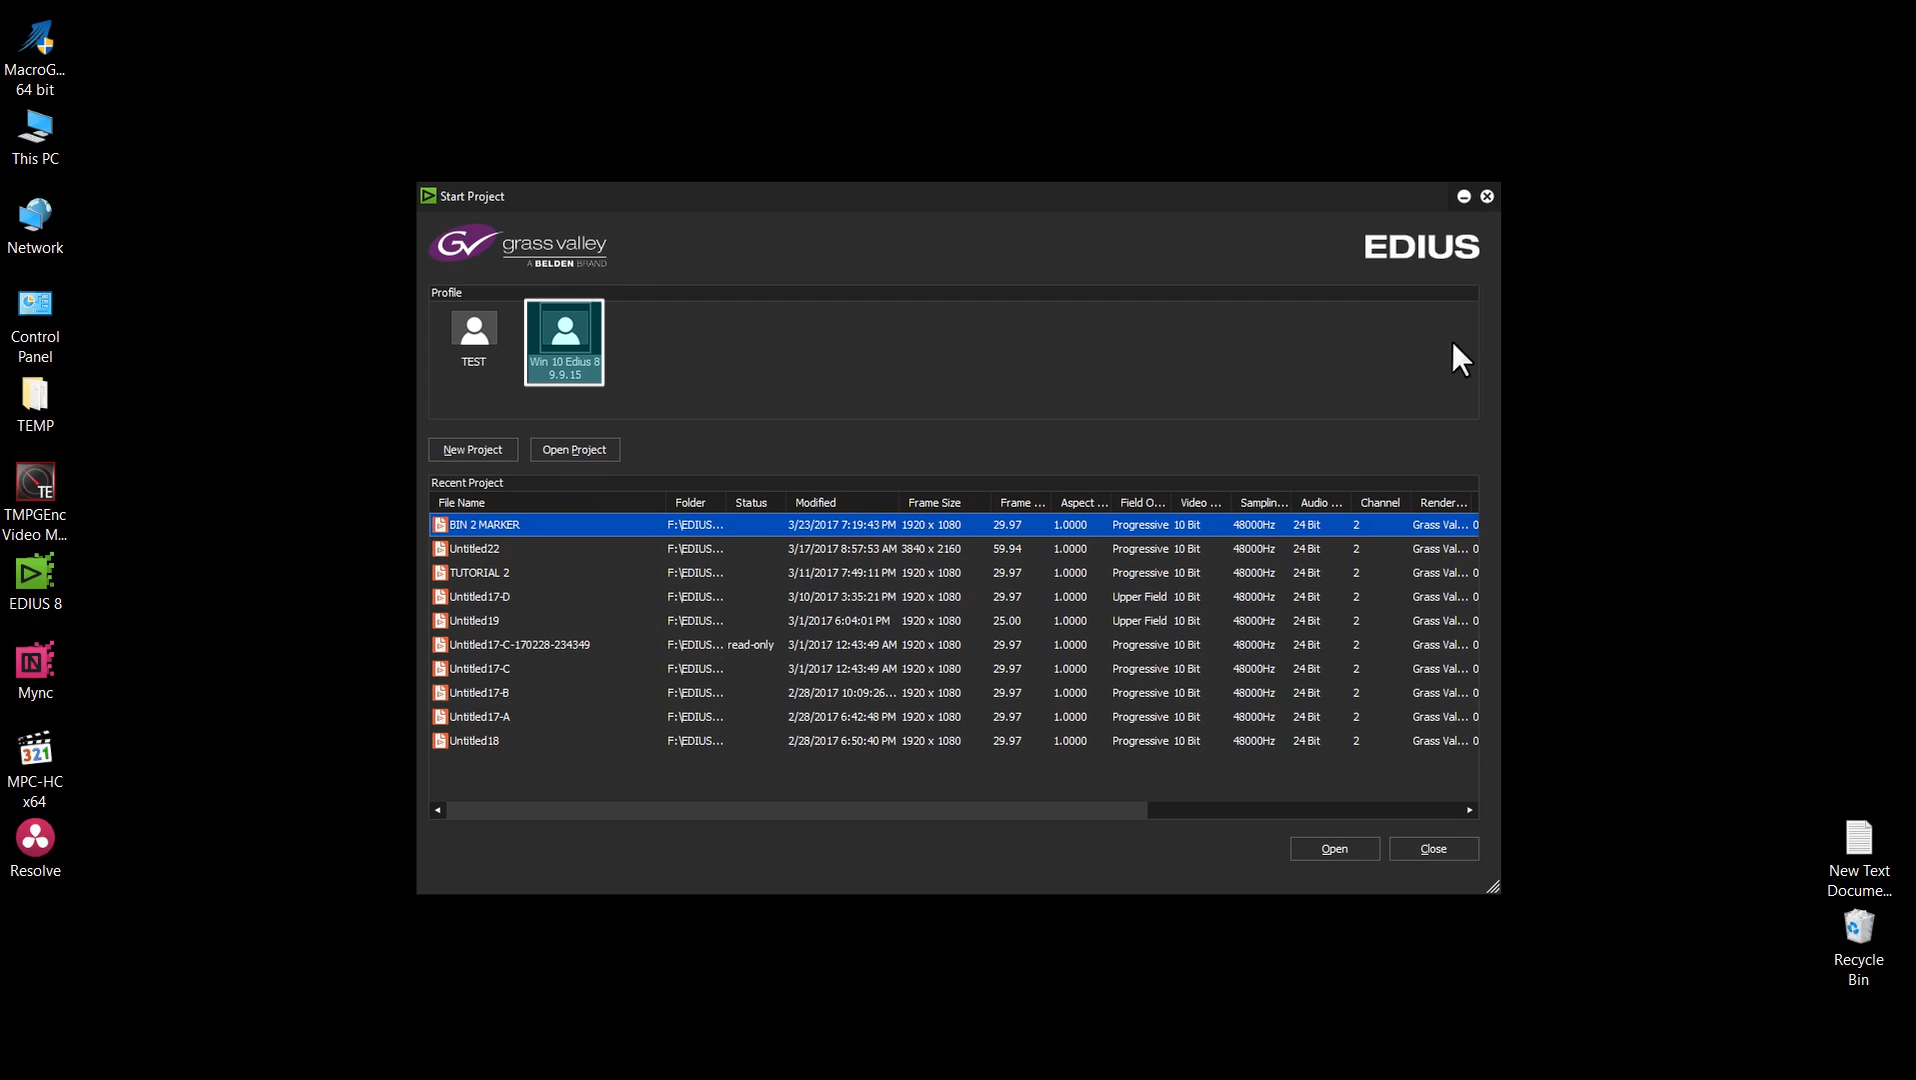 MacroG...
64 bit
This PC
Network
Control
Panel
TEMP
TE
TMPGEnc
Video M...
EDIUS 8
Mync
321
MPC-HC
x64
Resolve
Start Project
GV grass valley
A BELDEN BRAND
EDIUS
Profile
TEST
Win 10 Edius 8
9.9.15
New Project Open Project
Recent Project
File Name Folder Status Modified Frame Size Frame ... Aspect ... Field O... Video ... Samplin... Audio ... Channel Render...
BIN 2 MARKER F:\EDIUS... 3/23/2017 7:19:43 PM 1920 x 1080 29.97 1.0000 Progressive 10 Bit 48000Hz 24 Bit 2 Grass Val... 0
Untitled22 F:\EDIUS... 3/17/2017 8:57:53 AM 3840 x 2160 59.94 1.0000 Progressive 10 Bit 48000Hz 24 Bit 2 Grass Val... 0
TUTORIAL 2 F:\EDIUS... 3/11/2017 7:49:11 PM 1920 x 1080 29.97 1.0000 Progressive 10 Bit 48000Hz 24 Bit 2 Grass Val... 0
Untitled17-D F:\EDIUS... 3/10/2017 3:35:21 PM 1920 x 1080 29.97 1.0000 Upper Field 10 Bit 48000Hz 24 Bit 2 Grass Val... 0
Untitled19 F:\EDIUS... 3/1/2017 6:04:01 PM 1920 x 1080 25.00 1.0000 Upper Field 10 Bit 48000Hz 24 Bit 2 Grass Val... 0
Untitled17-C-170228-234349 F:\EDIUS... read-only 3/1/2017 12:43:49 AM 1920 x 1080 29.97 1.0000 Progressive 10 Bit 48000Hz 24 Bit 2 Grass Val... 0
Untitled17-C F:\EDIUS... 3/1/2017 12:43:49 AM 1920 x 1080 29.97 1.0000 Progressive 10 Bit 48000Hz 24 Bit 2 Grass Val... 0
Untitled17-B F:\EDIUS... 2/28/2017 10:09:26... 1920 x 1080 29.97 1.0000 Progressive 10 Bit 48000Hz 24 Bit 2 Grass Val... 0
Untitled17-A F:\EDIUS... 2/28/2017 6:42:48 PM 1920 x 1080 29.97 1.0000 Progressive 10 Bit 48000Hz 24 Bit 2 Grass Val... 0
Untitled18 F:\EDIUS... 2/28/2017 6:50:40 PM 1920 x 1080 29.97 1.0000 Progressive 10 Bit 48000Hz 24 Bit 2 Grass Val... 0
Open Close
New Text
Docume...
Recycle
Bin